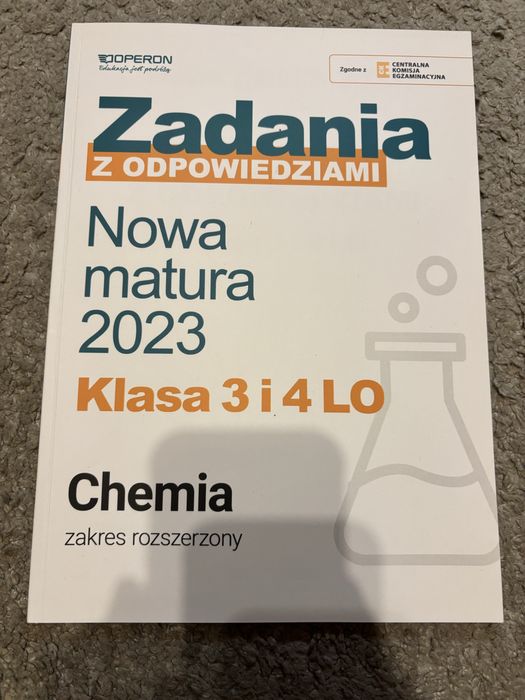 OPERON
Edukacja jest podróżą
Zgodne z
CENTRALNA
KOMISJA
EGZAMINACYJNA
Zadania
Z ODPOWIEDZIAMI
Nowa
matura
2023
Klasa 3 i 4 LO
Chemia
zakres rozszerzony